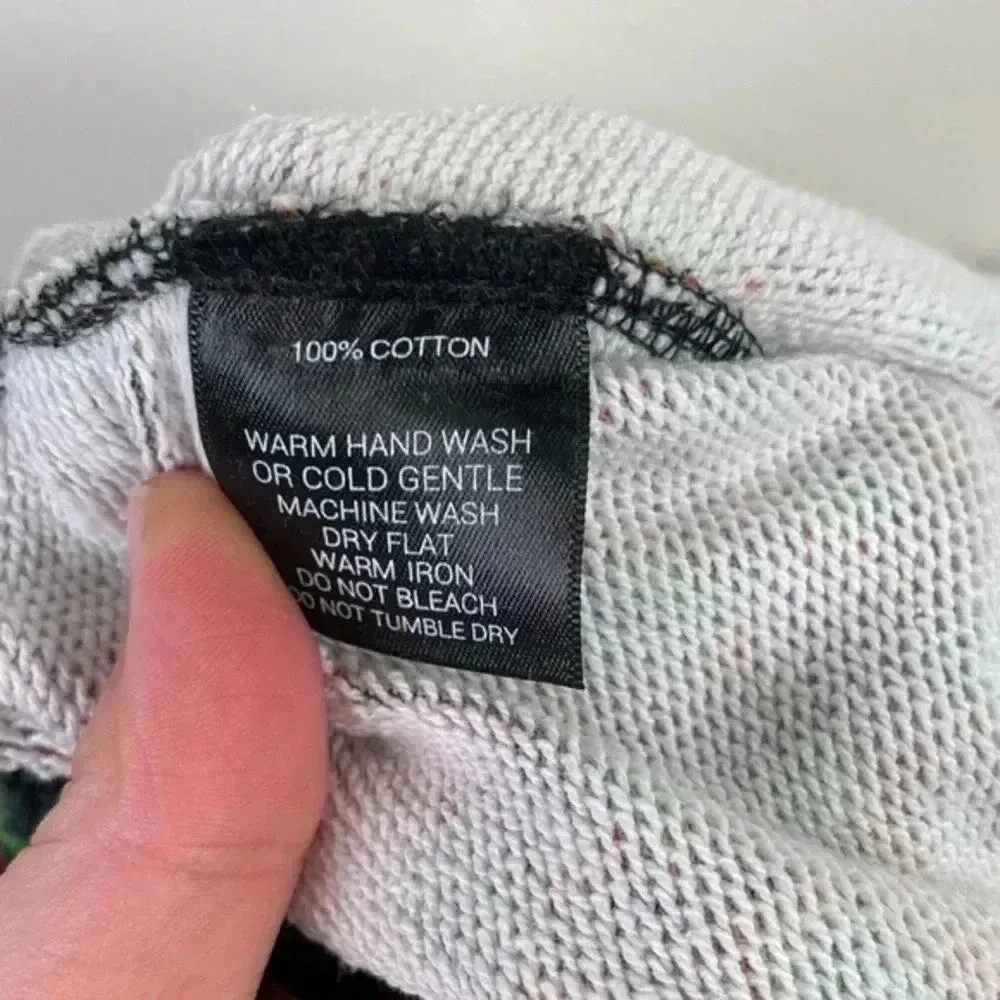 100% COTTON
WARM HAND WASH
OR COLD GENTLE
MACHINE WASH
DRY FLAT
WARM IRON
DO NOT BLEACH
DO NOT TUMBLE DRY